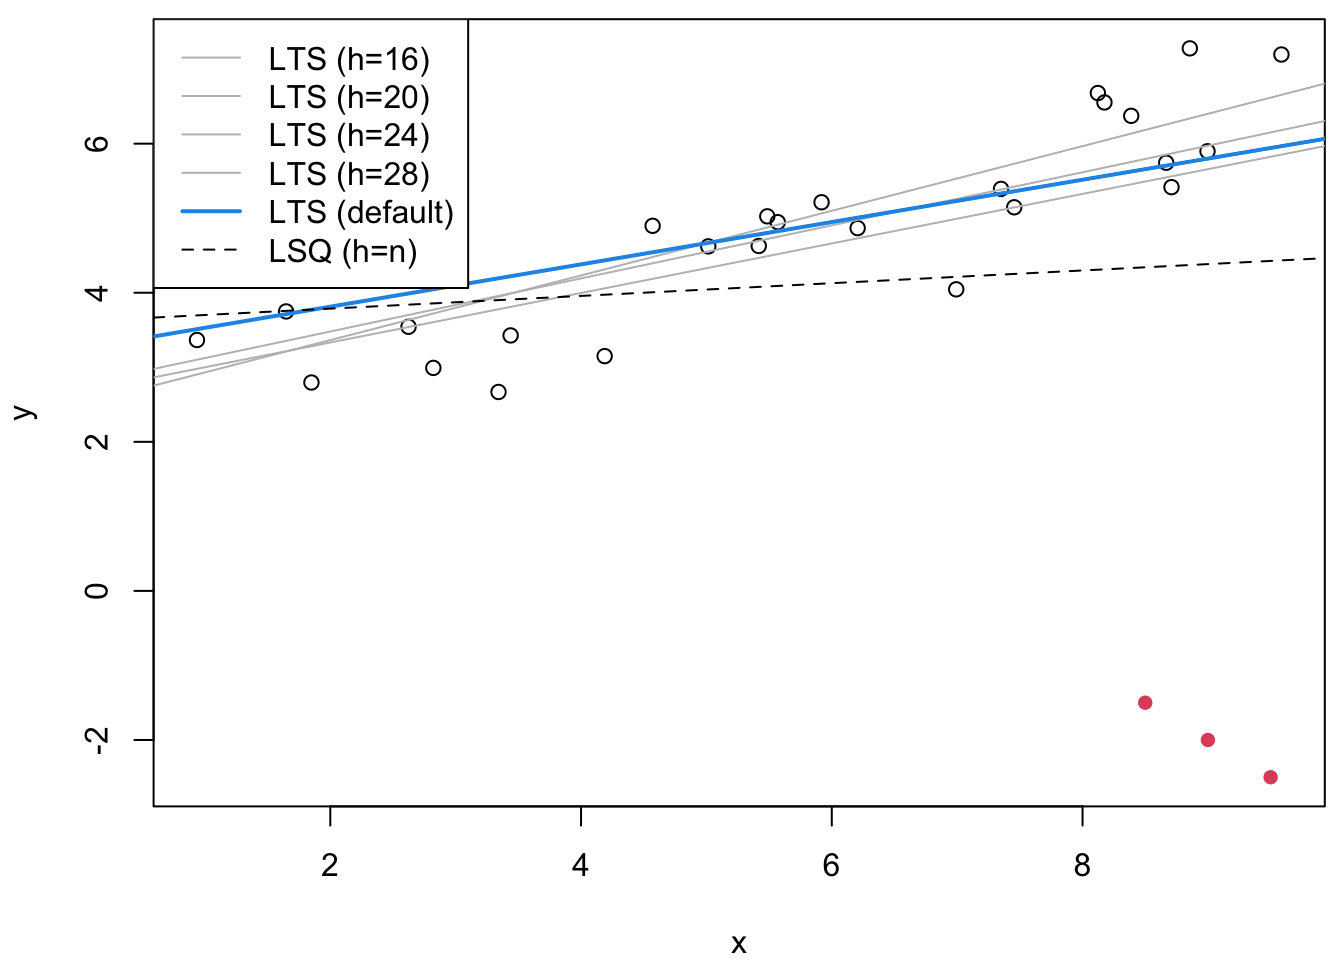 LTS (h=16)
LTS (h=20)
LTS (h=24)
LTS (h=28)
LTS (default)
LSQ (h=n)
6
4
2
0
-2
y
2 4 6 8
x